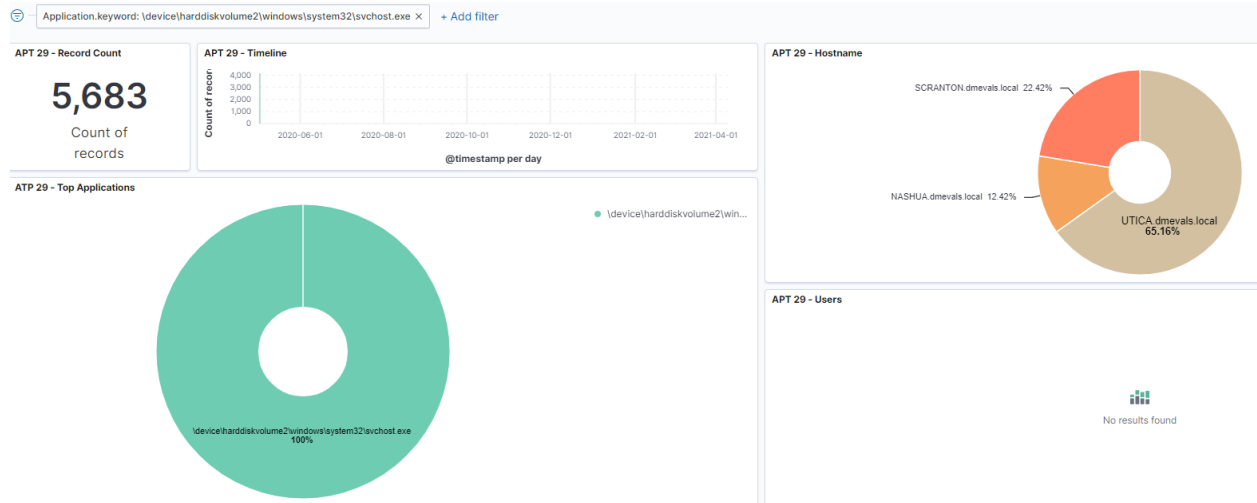 Application.keyword: \device\harddiskvolume2\windows\system32\svchost.exe ×
+ Add filter
APT 29 - Record Count
5,683
Count of
records
APT 29 - Timeline
Count of recor
4,000
3,000
2,000
1,000
0
2020-06-01
2020-08-01
2020-10-01
2020-12-01
2021-02-01
2021-04-01
@timestamp per day
APT 29 - Hostname
SCRANTON.dmevals.local 22.42%
NASHUA.dmevals.local 12.42%
UTICA.dmevals.local
65.16%
ATP 29 - Top Applications
\device\harddiskvolume2\win...
\device\harddiskvolume2\windows\system32\svchost.exe
100%
APT 29 - Users
No results found